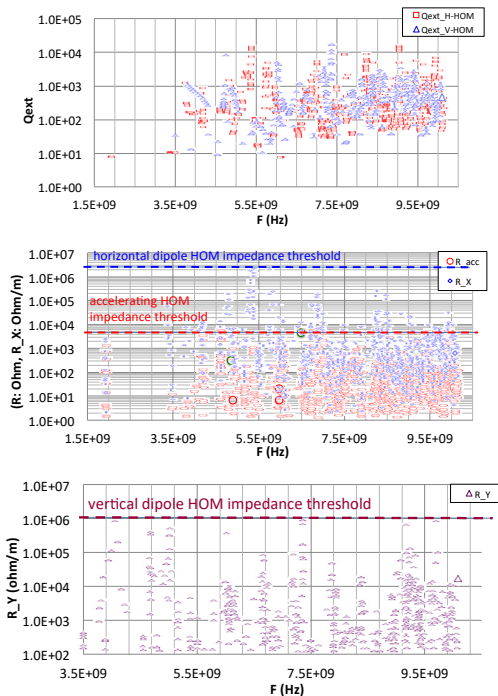 1.0E+05
Qext_H-HOM
Qext_V-HOM
1.0E+04
1.0E+03
Qext
1.0E+02
1.0E+01
1.0E+00
1.5E+09 3.5E+09 5.5E+09 7.5E+09 9.5E+09
F (Hz)
1.0E+07
horizontal dipole HOM impedance threshold
R_acc
R_X
1.0E+06
1.0E+05
accelerating HOM
impedance threshold
1.0E+04
(R: Ohm, R_X: Ohm/m)
1.0E+03
1.0E+02
1.0E+01
1.0E+00
1.5E+09 3.5E+09 5.5E+09 7.5E+09 9.5E+09
F (Hz)
1.0E+07
vertical dipole HOM impedance threshold
R_Y
1.0E+06
1.0E+05
R_Y (ohm/m)
1.0E+04
1.0E+03
1.0E+02
3.5E+09 5.5E+09 7.5E+09 9.5E+09
F (Hz)